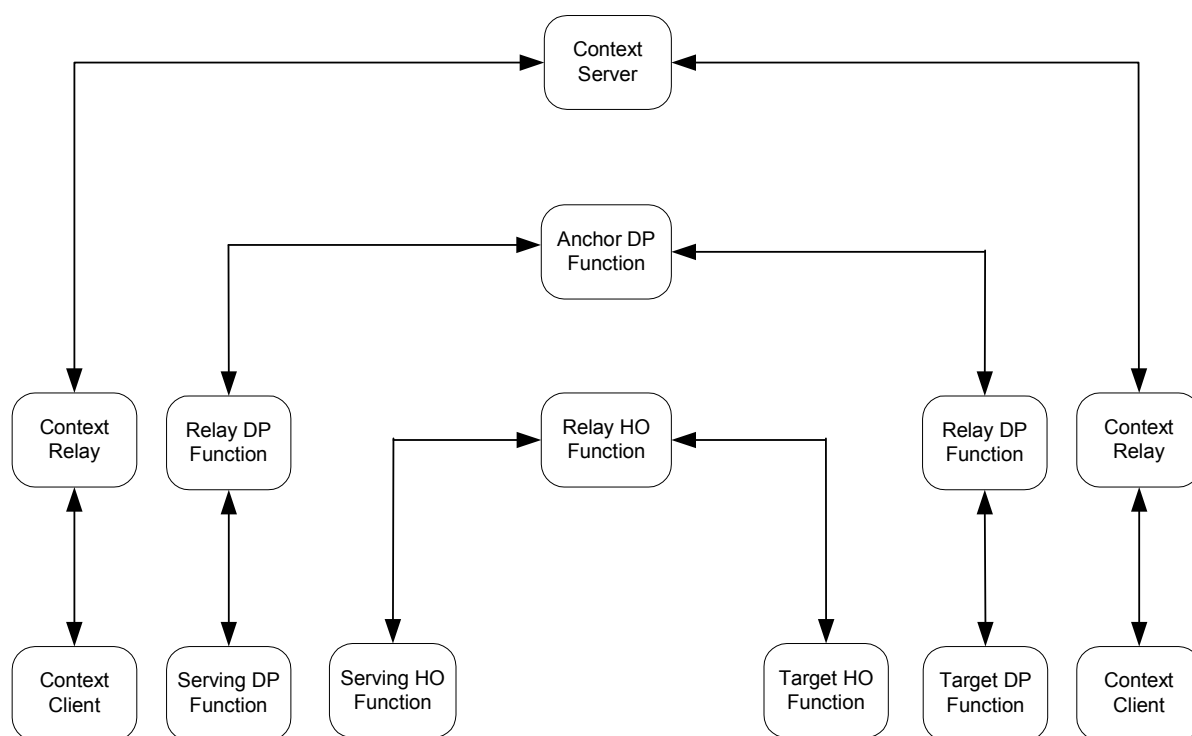 Context
Server
Anchor DP
Function
Context
Relay
Relay DP
Function
Relay HO
Function
Relay DP
Function
Context
Relay
Context
Client
Serving DP
Function
Serving HO
Function
Target HO
Function
Target DP
Function
Context
Client